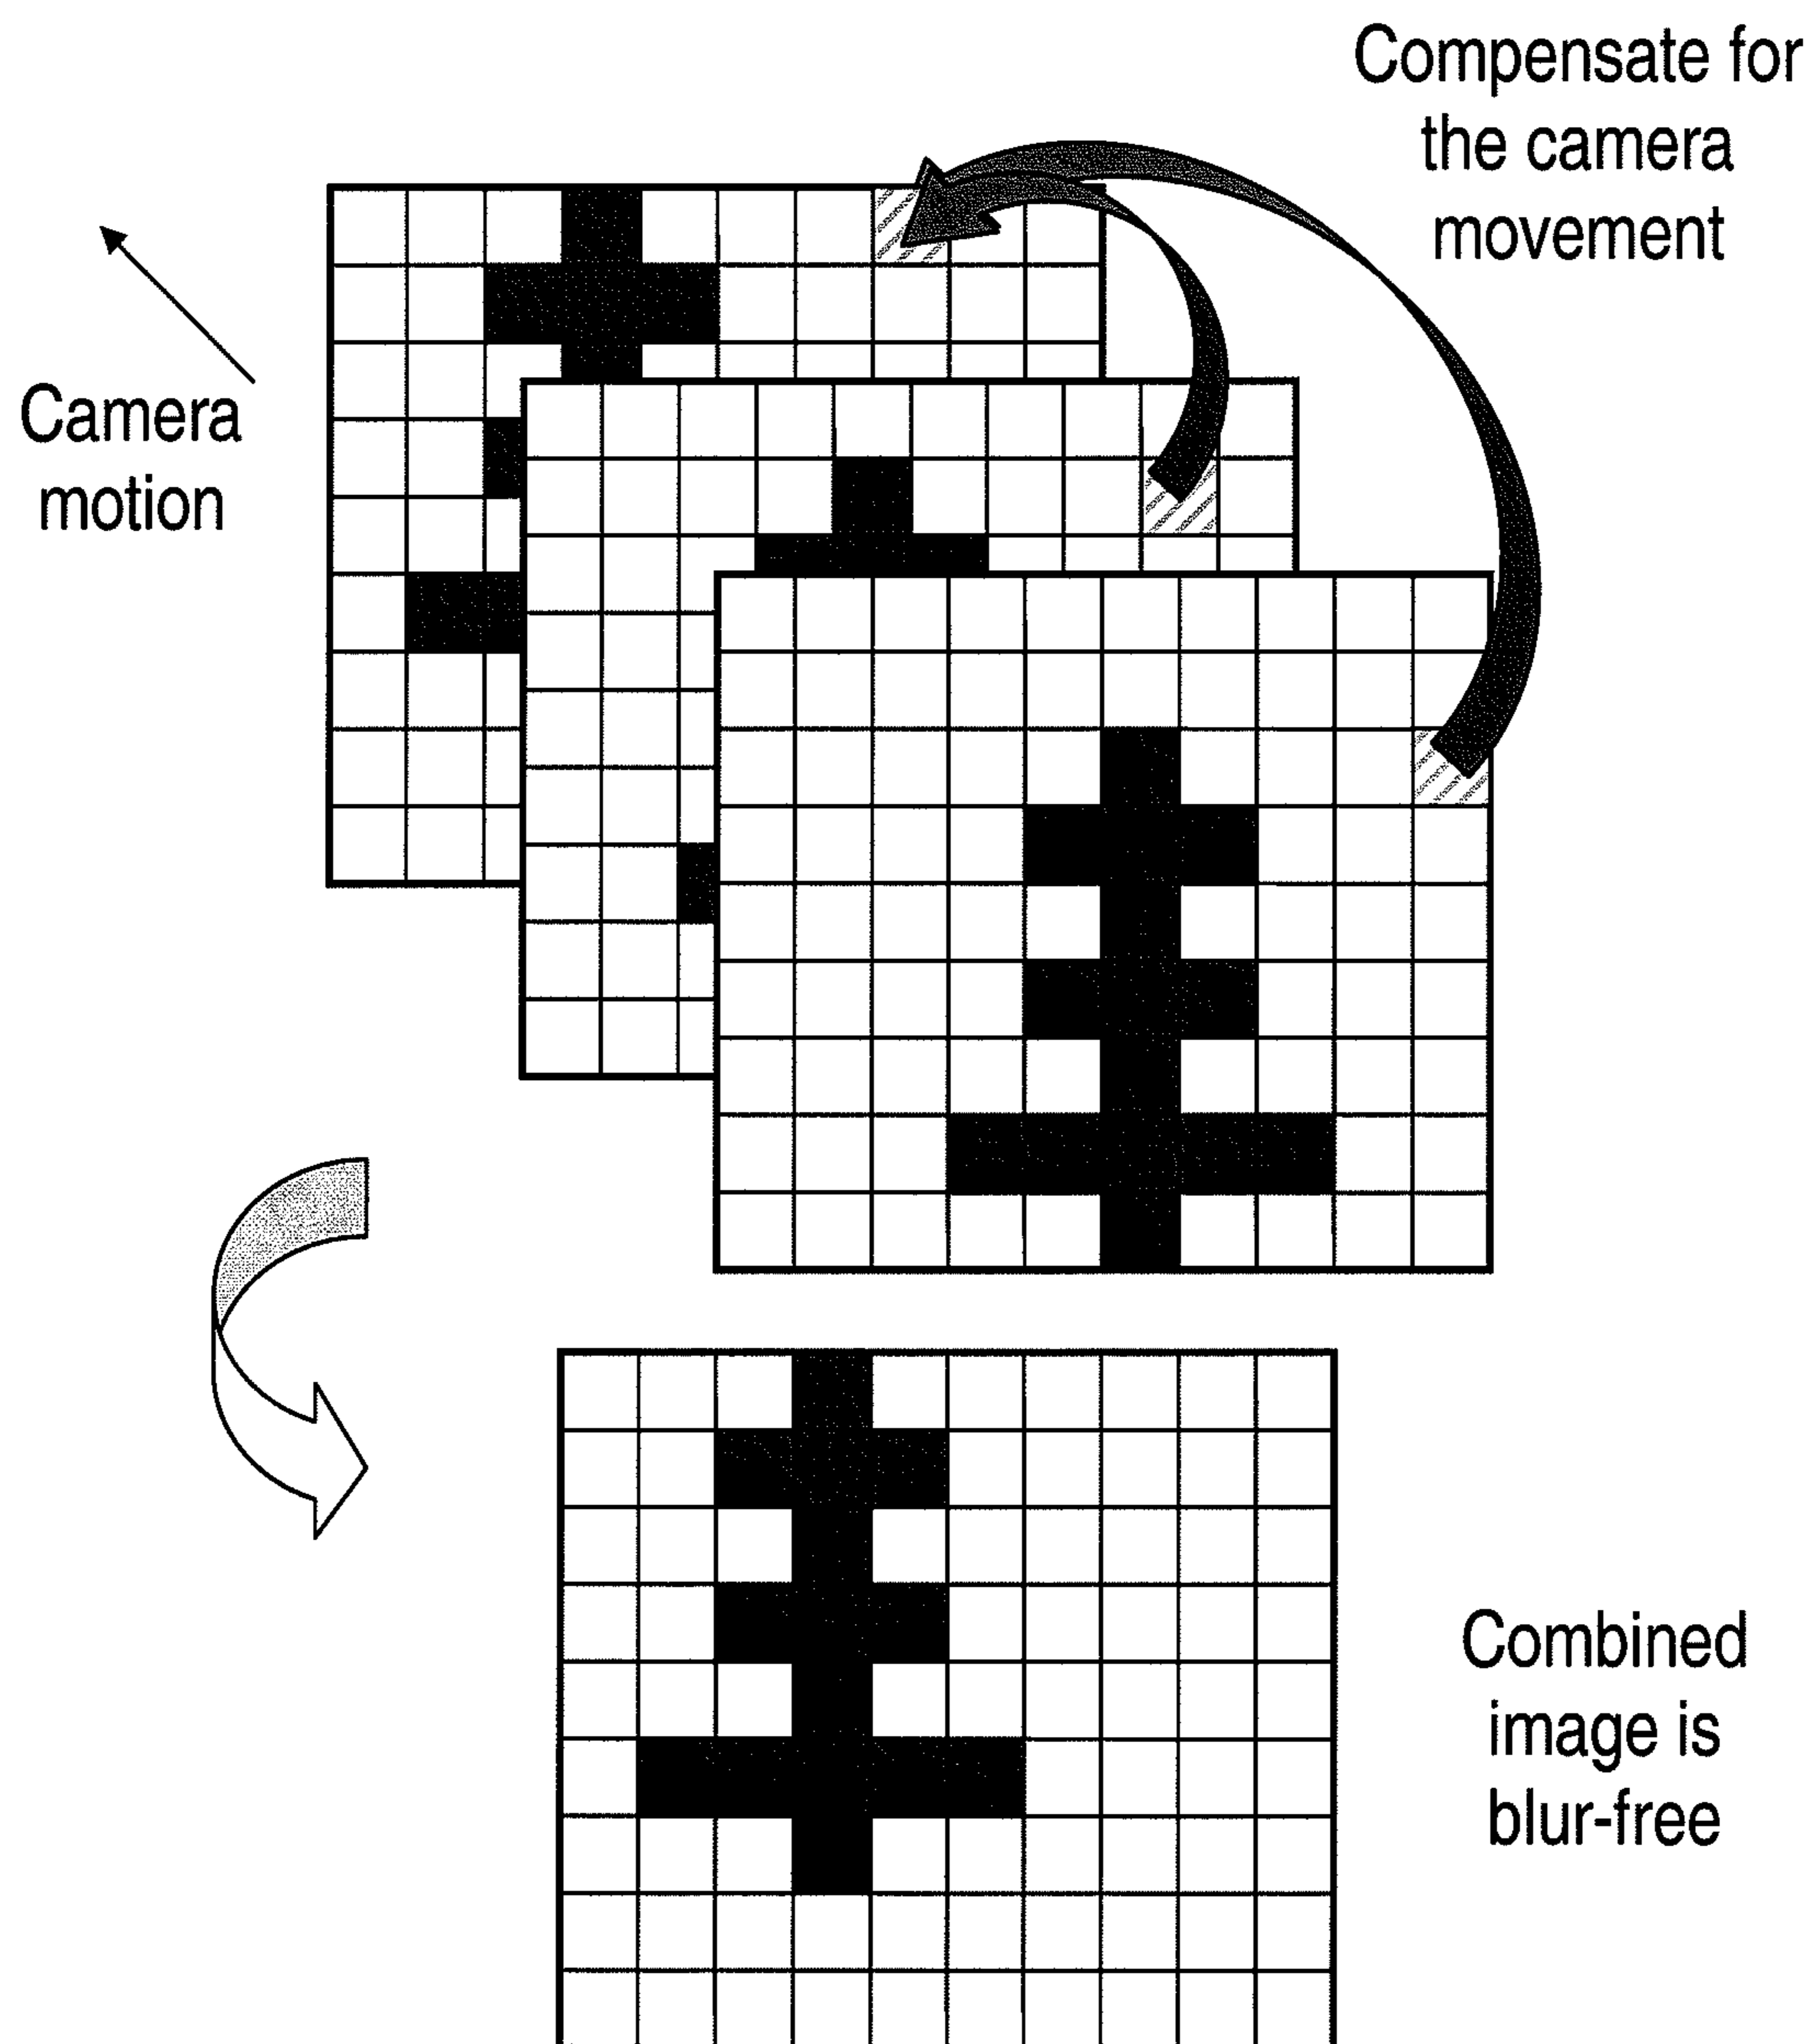 Compensate for
the camera
movement
Camera
motion
Combined
image is
blur-free